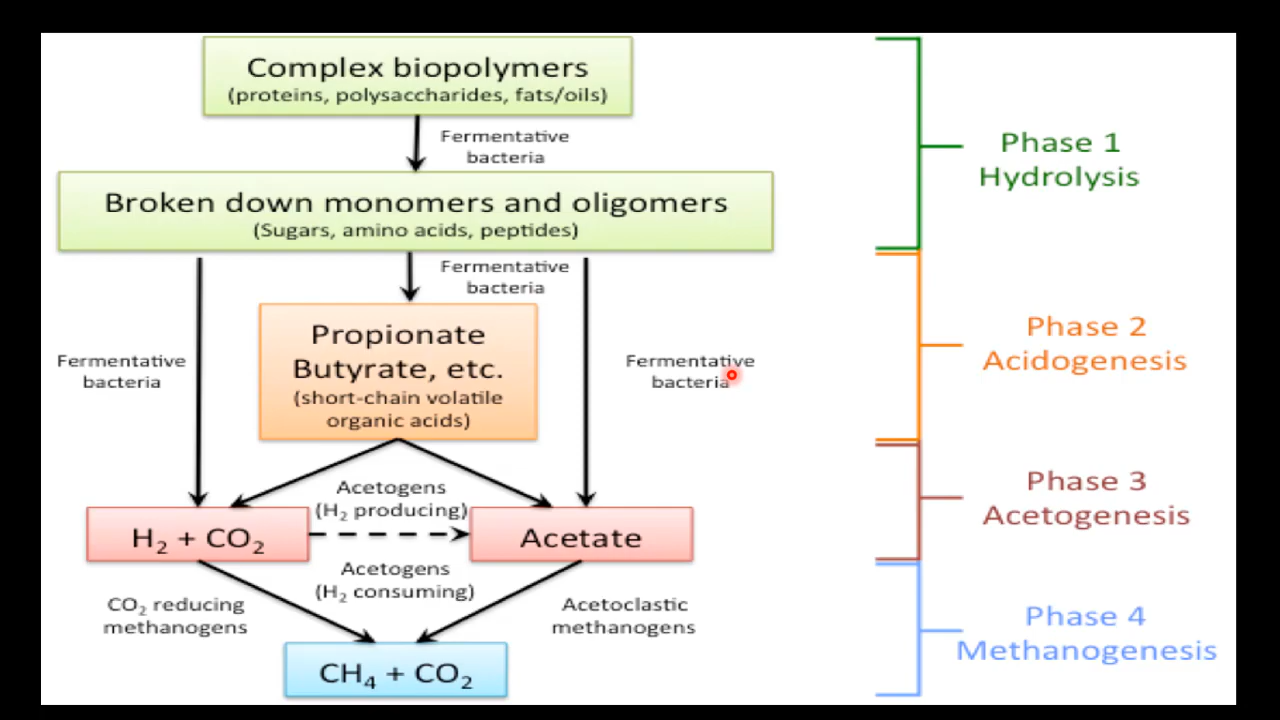 Complex biopolymers
(proteins, polysaccharides, fats/oils)
Fermentative
bacteria
Broken down monomers and oligomers
(Sugars, amino acids, peptides)
Fermentative
bacteria
Propionate
Butyrate, etc.
(short-chain volatile
organic acids)
Fermentative
bacteria
Fermentative
bacteria
Acetogens
(H₂ producing)
H₂ + CO₂
Acetate
Acetogens
(H₂ consuming)
CO₂ reducing
methanogens
Acetoclastic
methanogens
CH₄ + CO₂
Phase 1
Hydrolysis
Phase 2
Acidogenesis
Phase 3
Acetogenesis
Phase 4
Methanogenesis